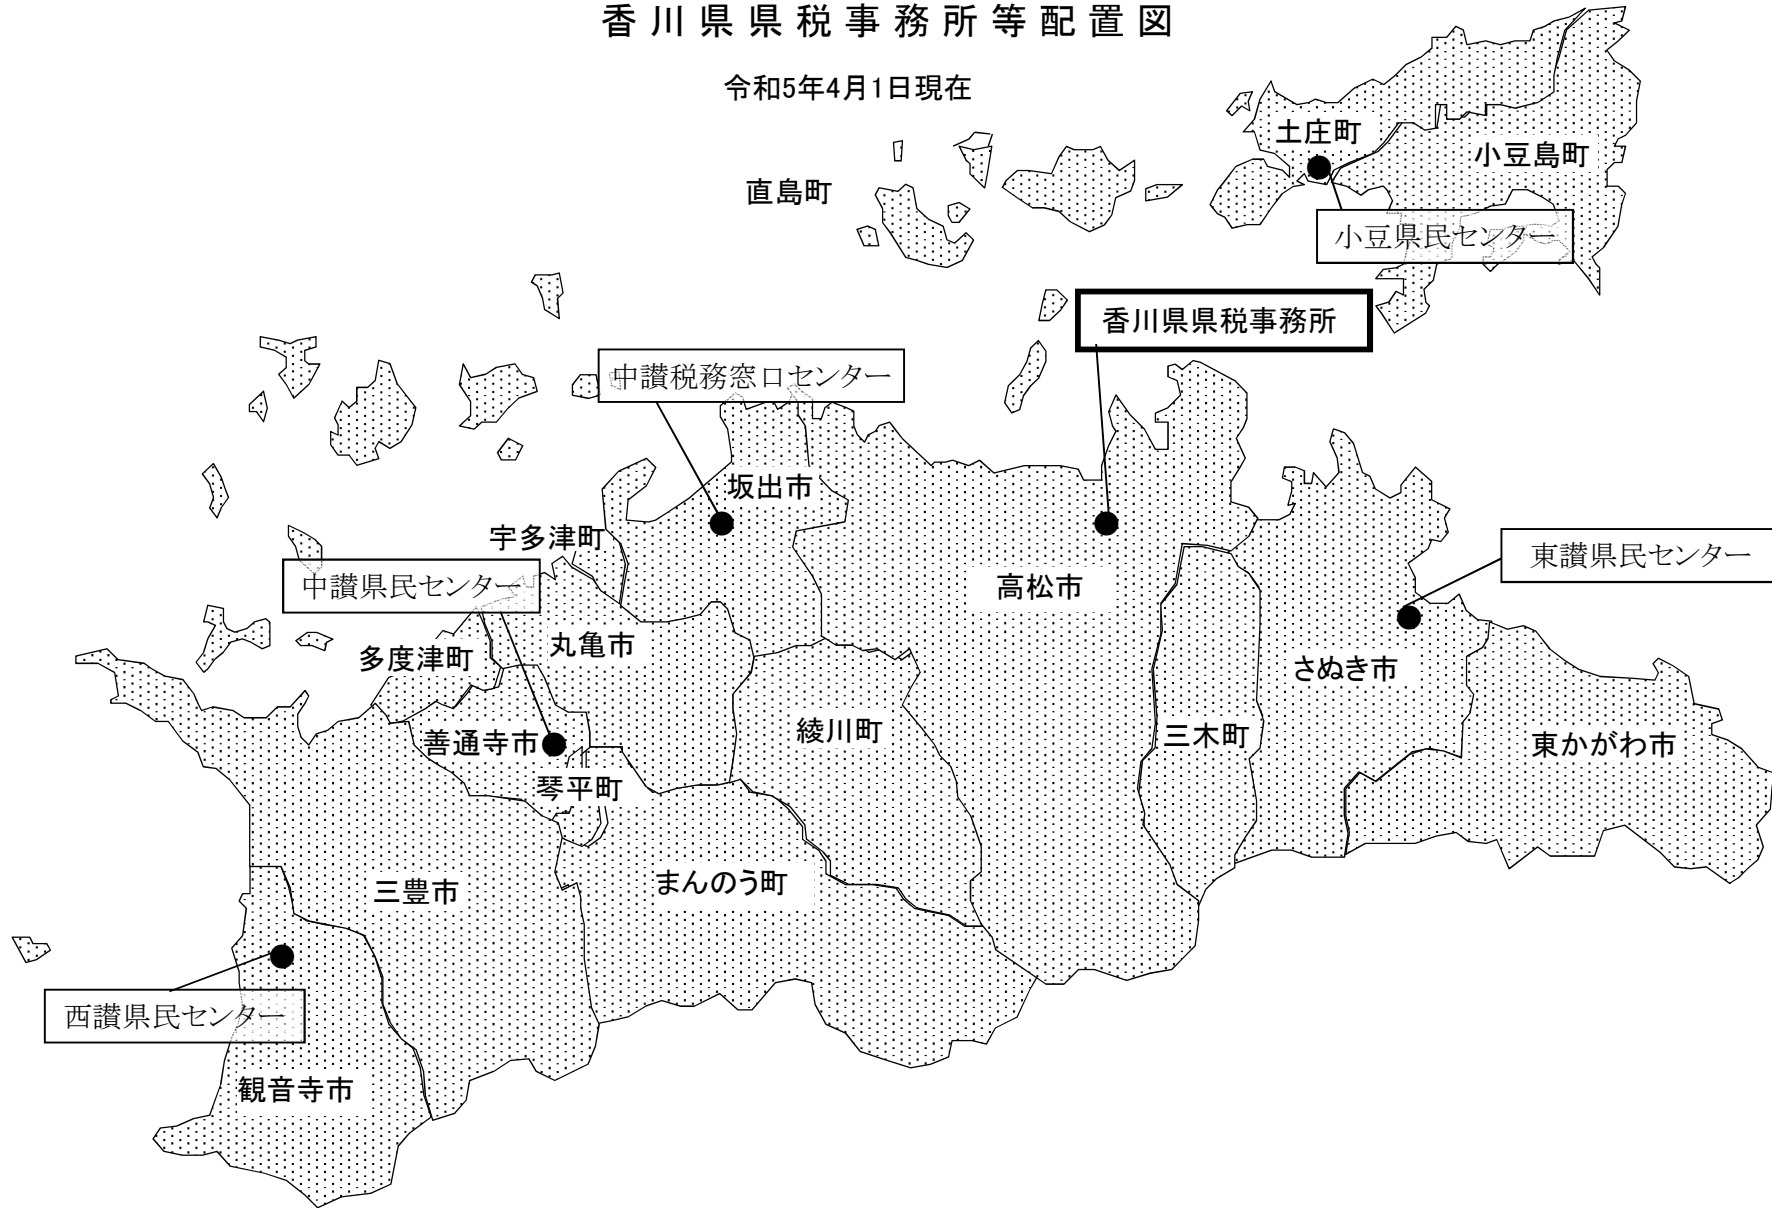 香川県県税事務所等配置図
令和5年4月1日現在
土庄町
小豆島町
直島町
小豆県民センター
香川県県税事務所
中讃税務窓口センター
坂出市
宇多津町
東讃県民センター
中讃県民センター
高松市
丸亀市
多度津町
さぬき市
綾川町
三木町
善通寺市
東かがわ市
琴平町
まんのう町
三豊市
西讃県民センター
観音寺市